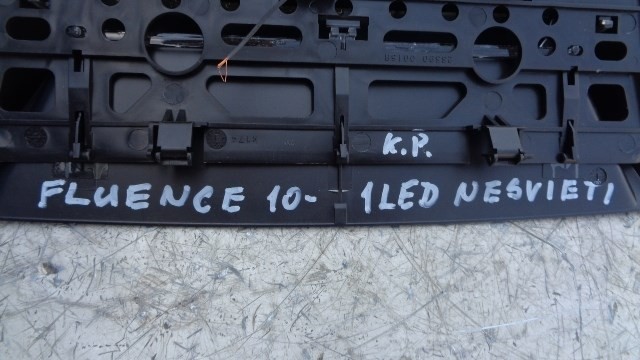 K.P.
FLUENCE 10- 1LED NESVIETI